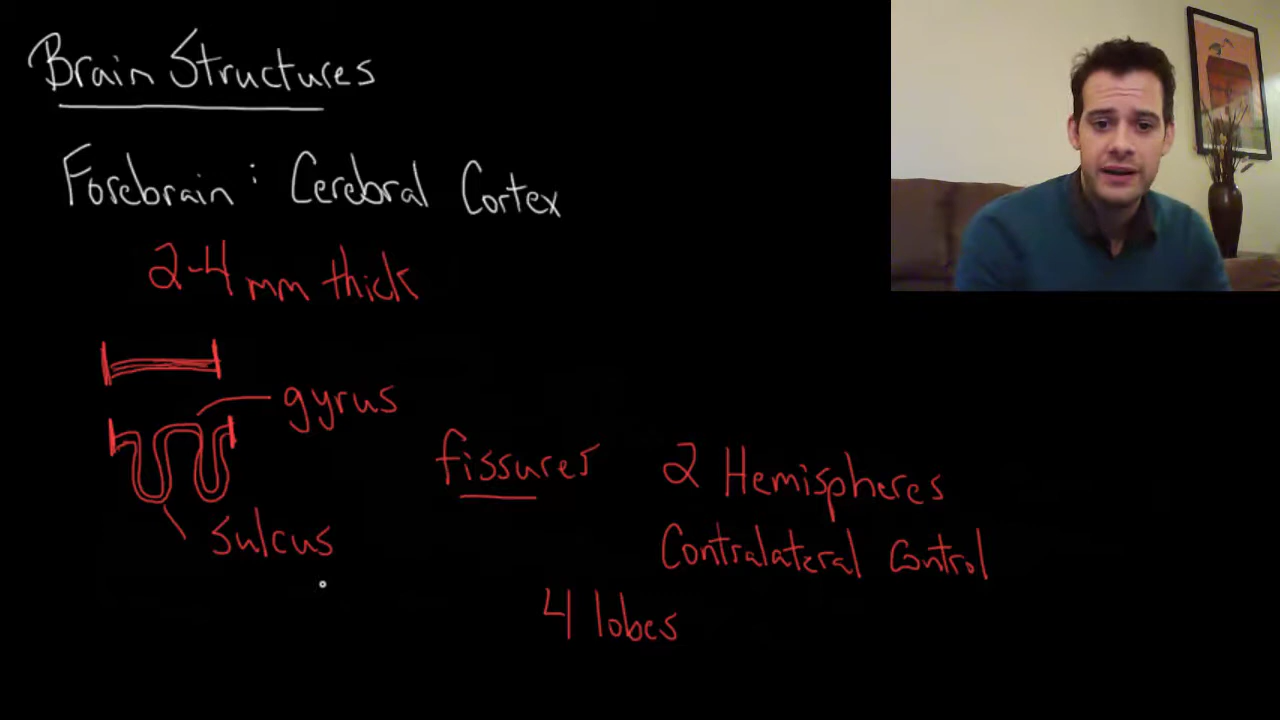 Brain Structures
Forebrain: Cerebral Cortex
2-4 mm thick
gyrus
fissures
2 Hemispheres
sulcus
Contralateral Control
4 lobes